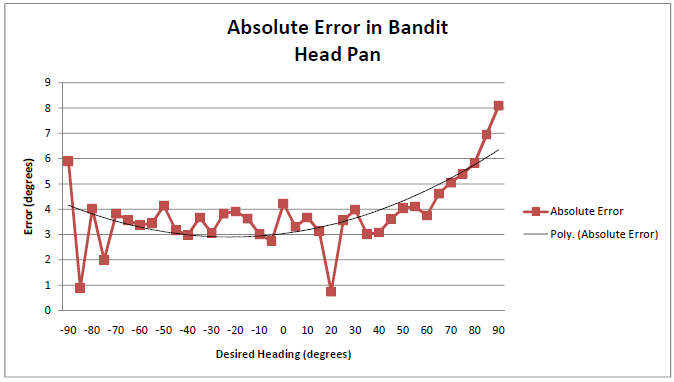 Absolute Error in Bandit
Head Pan
9
8
7
6
5
4
3
2
1
0
Error (degrees)
-90 -80 -70 -60 -50 -40 -30 -20 -10 0 10 20 30 40 50 60 70 80 90
Desired Heading (degrees)
Absolute Error
Poly. (Absolute Error)